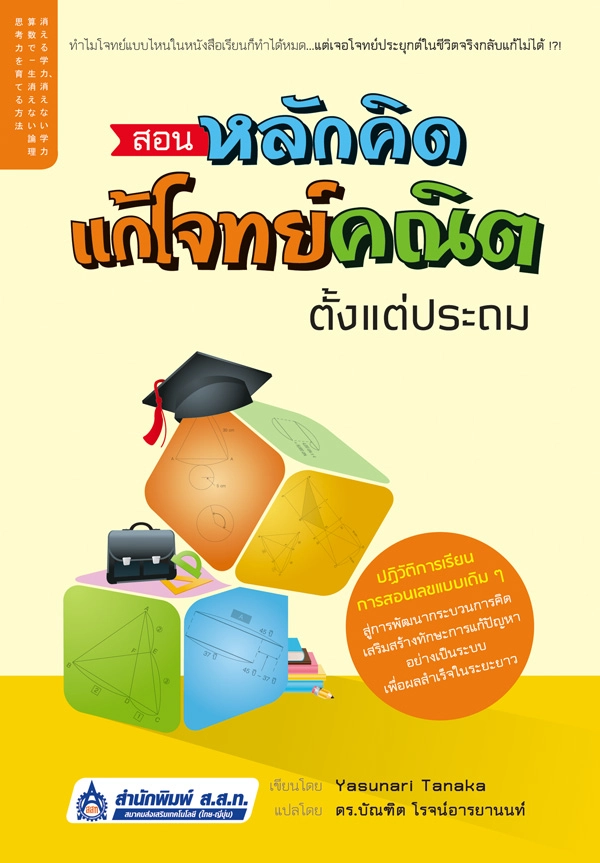 消える学力、消えない学力
算数で一生消えない論理
思考力を育てる方法
ทำไมโจทย์แบบไหนในหนังสือเรียนก็ทำได้หมด...แต่เจอโจทย์ประยุกต์ในชีวิตจริงกลับแก้ไม่ได้ !?!
สอน หลักคิด
แก้โจทย์คณิต
ตั้งแต่ประถม
ปฏิวัติการเรียน
การสอนเลขแบบเดิม ๆ
สู่การพัฒนากระบวนการคิด
เสริมสร้างทักษะการแก้ปัญหา
อย่างเป็นระบบ
เพื่อผลสำเร็จในระยะยาว
45 ปี
37 ปี
45 ปี - 37 ปี
ส.ส.ท.
สำนักพิมพ์ ส.ส.ท.
สมาคมส่งเสริมเทคโนโลยี (ไทย-ญี่ปุ่น)
เขียนโดย Yasunari Tanaka
แปลโดย ดร.บัณฑิต โรจน์อารยานนท์